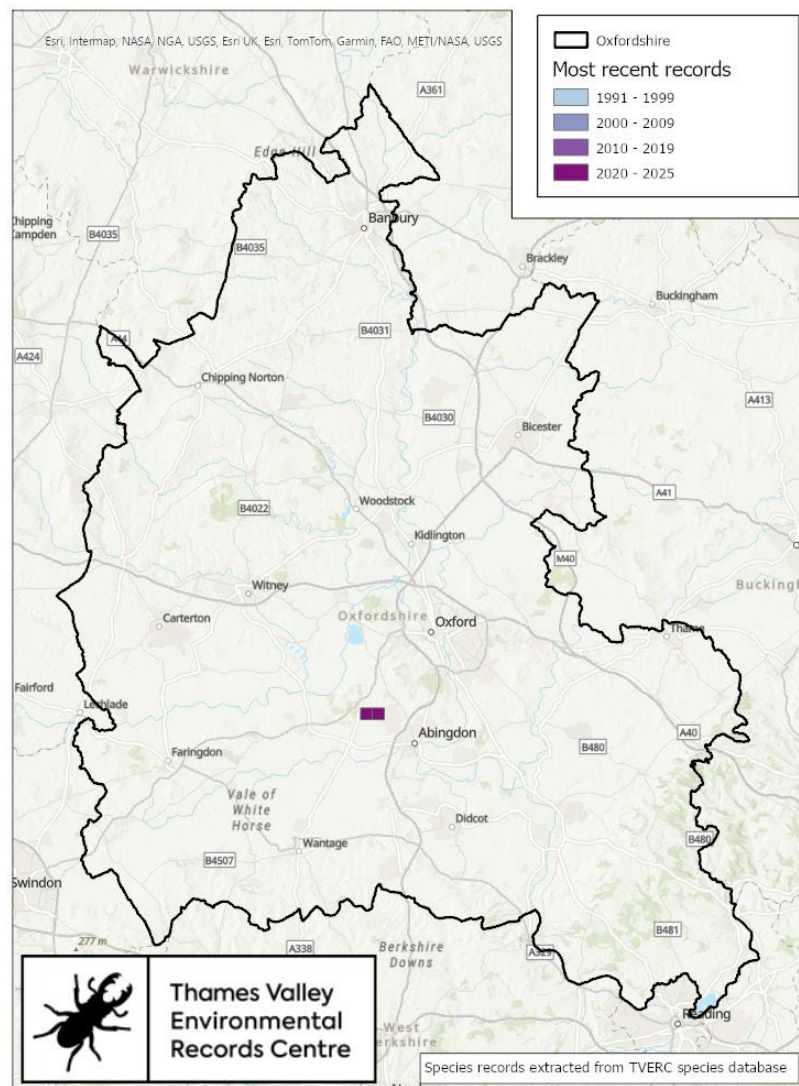 Esri, Intermap, NASA, NGA, USGS, Esri UK, Esri, TomTom, Garmin, FAO, METI/NASA, USGS
Oxfordshire
Most recent records
1991 - 1999
2000 - 2009
2010 - 2019
2020 - 2025
Warwickshire
A361
Edge Hill
Banbury
Chipping
Campden
B4035
B4035
Brackley
Buckingham
A44
B4031
A424
Chipping Norton
A413
B4030
Bicester
A41
Woodstock
B4022
Kidlington
M40
Witney
Oxfordshire
Carterton
Oxford
Thame
Fairford
Lechlade
Abingdon
B480
A40
Faringdon
Vale of
White
Horse
Didcot
Wantage
B4507
B480
Swindon
B481
277 m
A338
Berkshire
Downs
A329
Reading
West
Thames Valley
Environmental
Records Centre
Species records extracted from TVERC species database